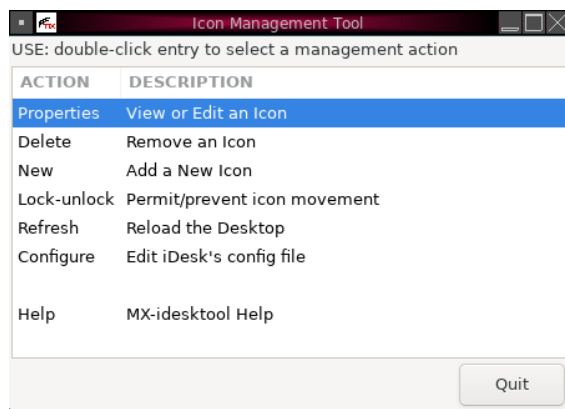 Icon Management Tool
USE: double-click entry to select a management action
ACTION DESCRIPTION
Properties View or Edit an Icon
Delete Remove an Icon
New Add a New Icon
Lock-unlock Permit/prevent icon movement
Refresh Reload the Desktop
Configure Edit iDesk's config file
Help MX-idesktool Help
Quit